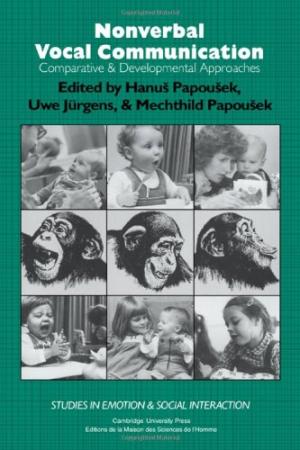 Nonverbal
Vocal Communication
Comparative & Developmental Approaches
Edited by Hanuš Papoušek,
Uwe Jürgens, & Mechthild Papoušek
STUDIES IN EMOTION & SOCIAL INTERACTION
Cambridge University Press
Editions de la Maison des Sciences de l'Homme